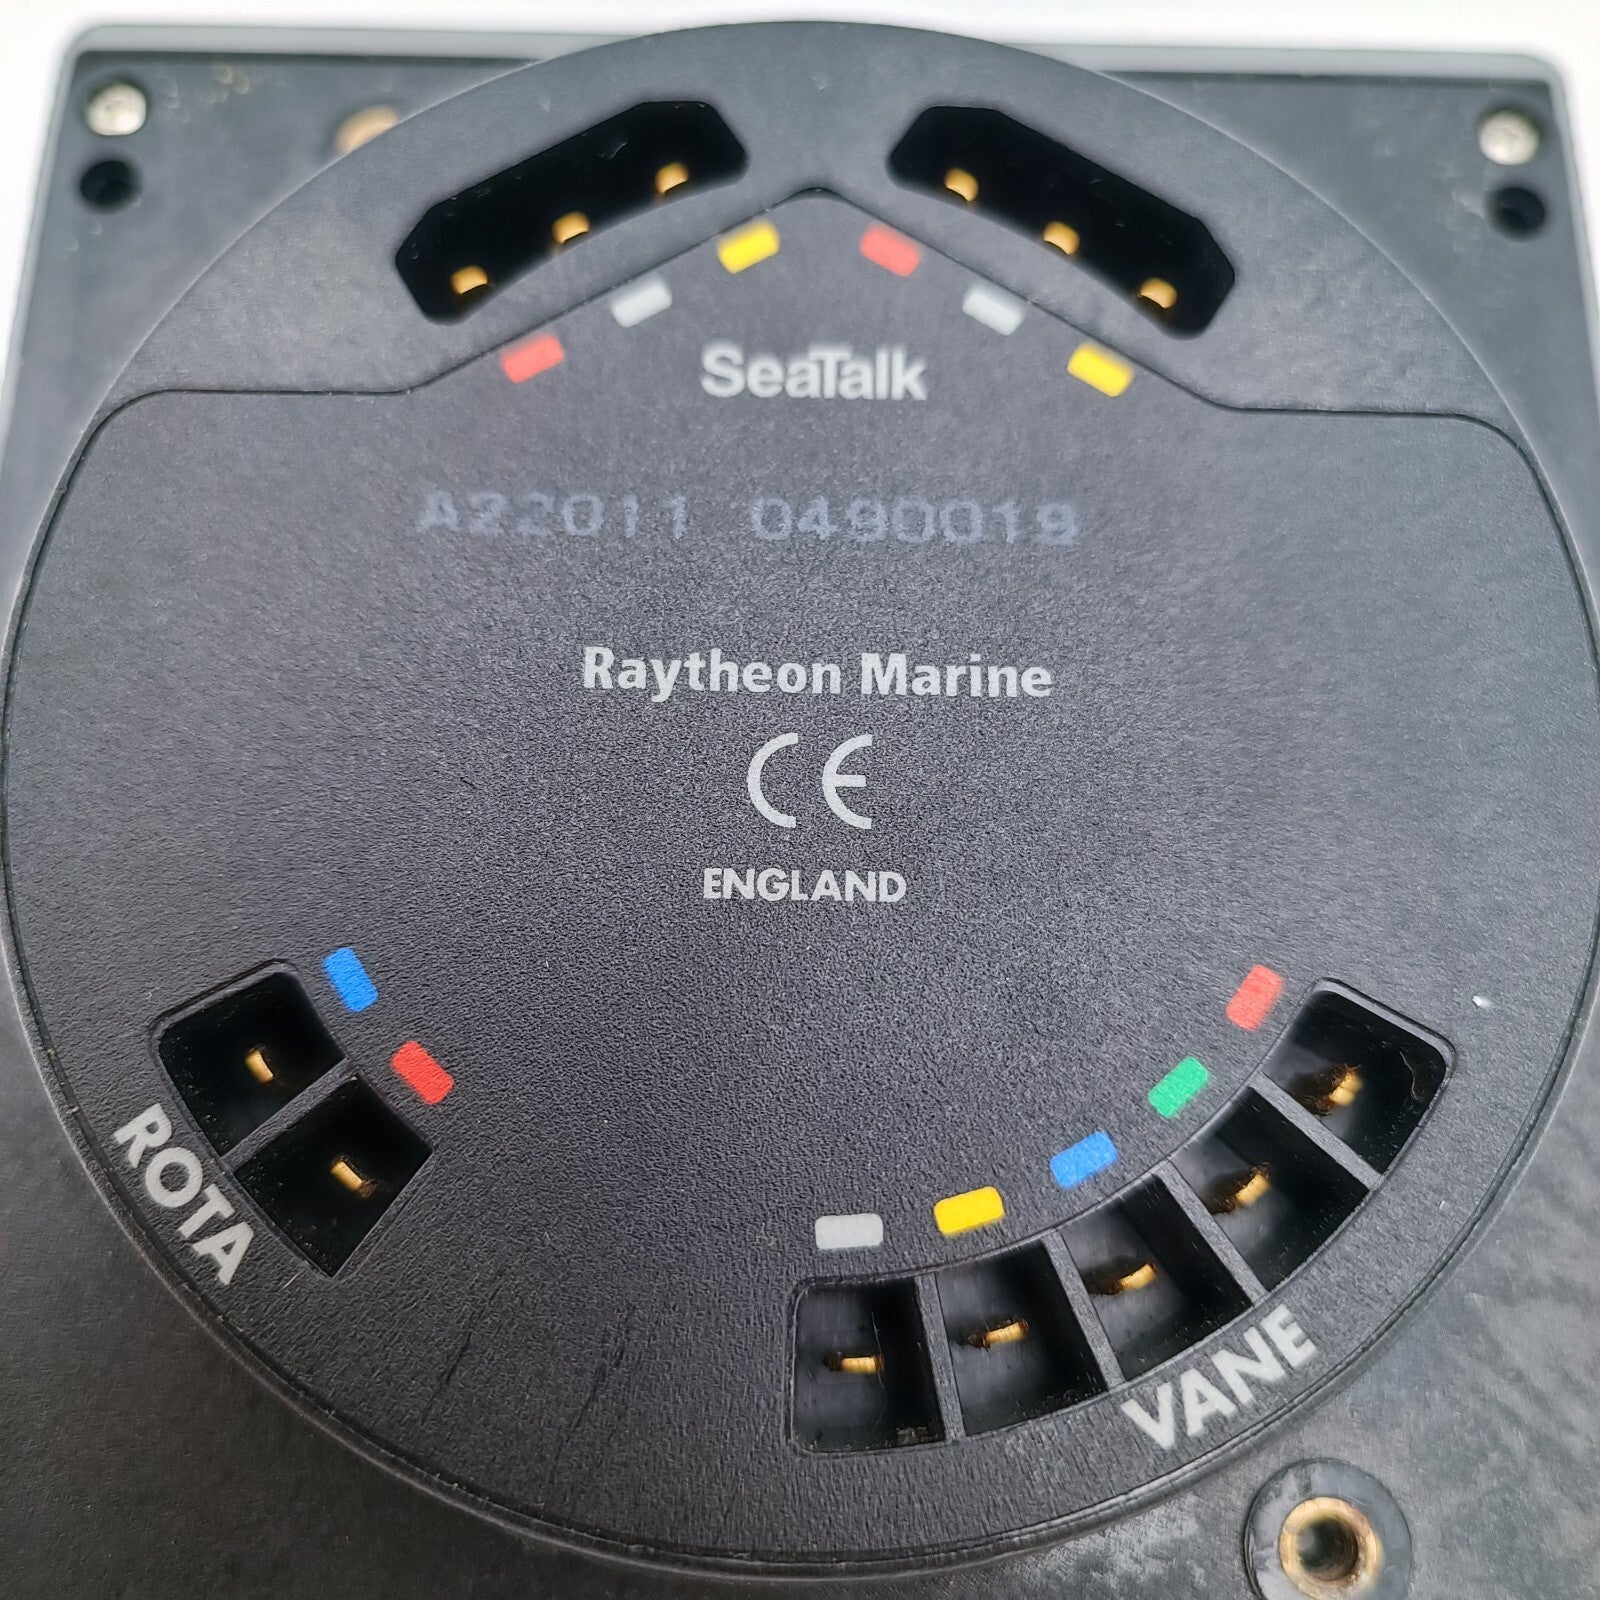 SeaTalk
A22011 0490019
Raytheon Marine
CE
ENGLAND
ROTA
VANE